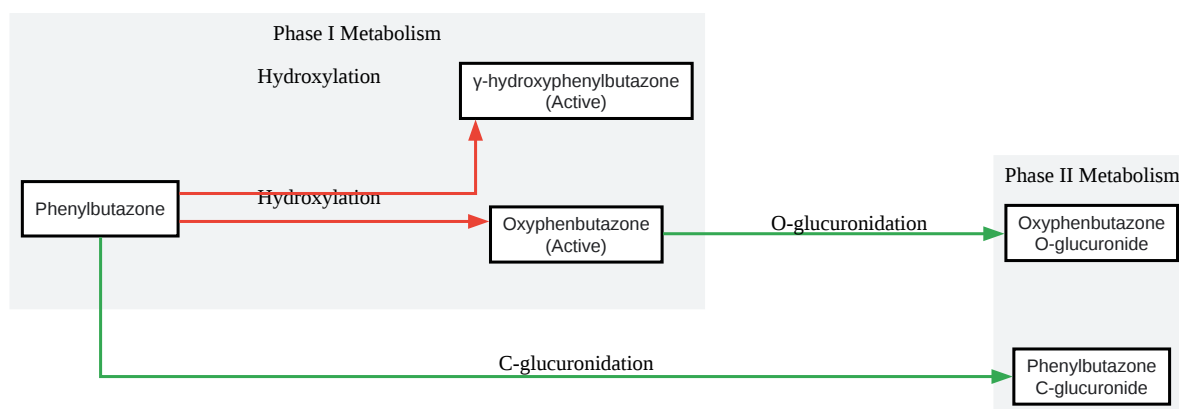 Phase I Metabolism
Hydroxylation
γ-hydroxyphenylbutazone
(Active)
Phenylbutazone
Hydroxylation
Oxyphenbutazone
(Active)
O-glucuronidation
Phase II Metabolism
Oxyphenbutazone
O-glucuronide
C-glucuronidation
Phenylbutazone
C-glucuronide